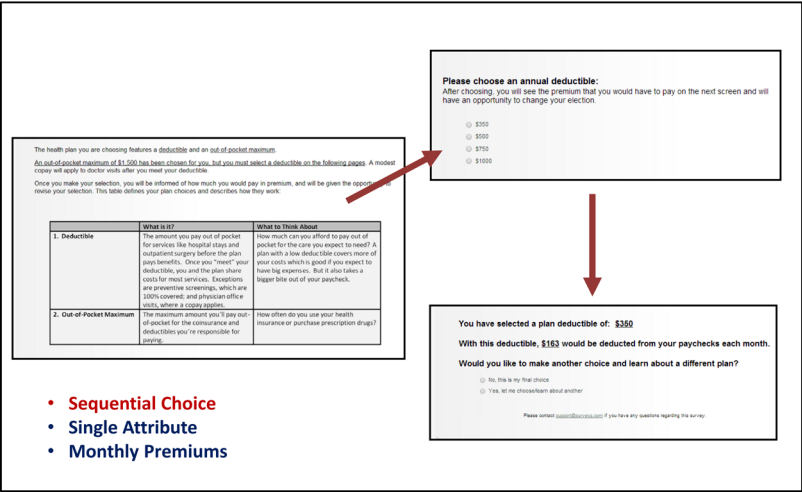 The health plan you are choosing features a deductible and an out-of-pocket maximum.
An out-of-pocket maximum of $1,500 has been chosen for you, but you must select a deductible on the following pages. A modest
copay will apply to doctor visits after you meet your deductible
Once you make your selection, you will be informed of how much you would pay in premium, and will be given the opportunity to
revise your selection. This table defines your plan choices and describes how they work:
What is it?
What to Think About
1. Deductible
The amount you pay out of pocket
for services like hospital stays and
outpatient surgery before the plan
pays benefits. Once you "meet" your
deductible, you and the plan share
costs for most services. Exceptions
are preventive screenings, which are
100% covered; and physician office
visits, where a copay applies.
How much can you afford to pay out of
pocket for the care you expect to need? A
plan with a low deductible covers more of
your costs which is good if you expect to
have big expenses. But it also takes a
bigger bite out of your paycheck.
2. Out-of-Pocket Maximum
The maximum amount you'll pay out-
of-pocket for the coinsurance and
deductibles you're responsible for
paying.
How often do you use your health
insurance or purchase prescription drugs?
Please choose an annual deductible:
After choosing, you will see the premium that you would have to pay on the next screen and will
have an opportunity to change your election.
$350
$500
$750
$1000
You have selected a plan deductible of: $350
With this deductible, $163 would be deducted from your paychecks each month.
Would you like to make another choice and learn about a different plan?
No, this is my final choice
Yes, let me choose/learn about another
Please contact if you have any questions regarding this survey.
• Sequential Choice
• Single Attribute
• Monthly Premiums